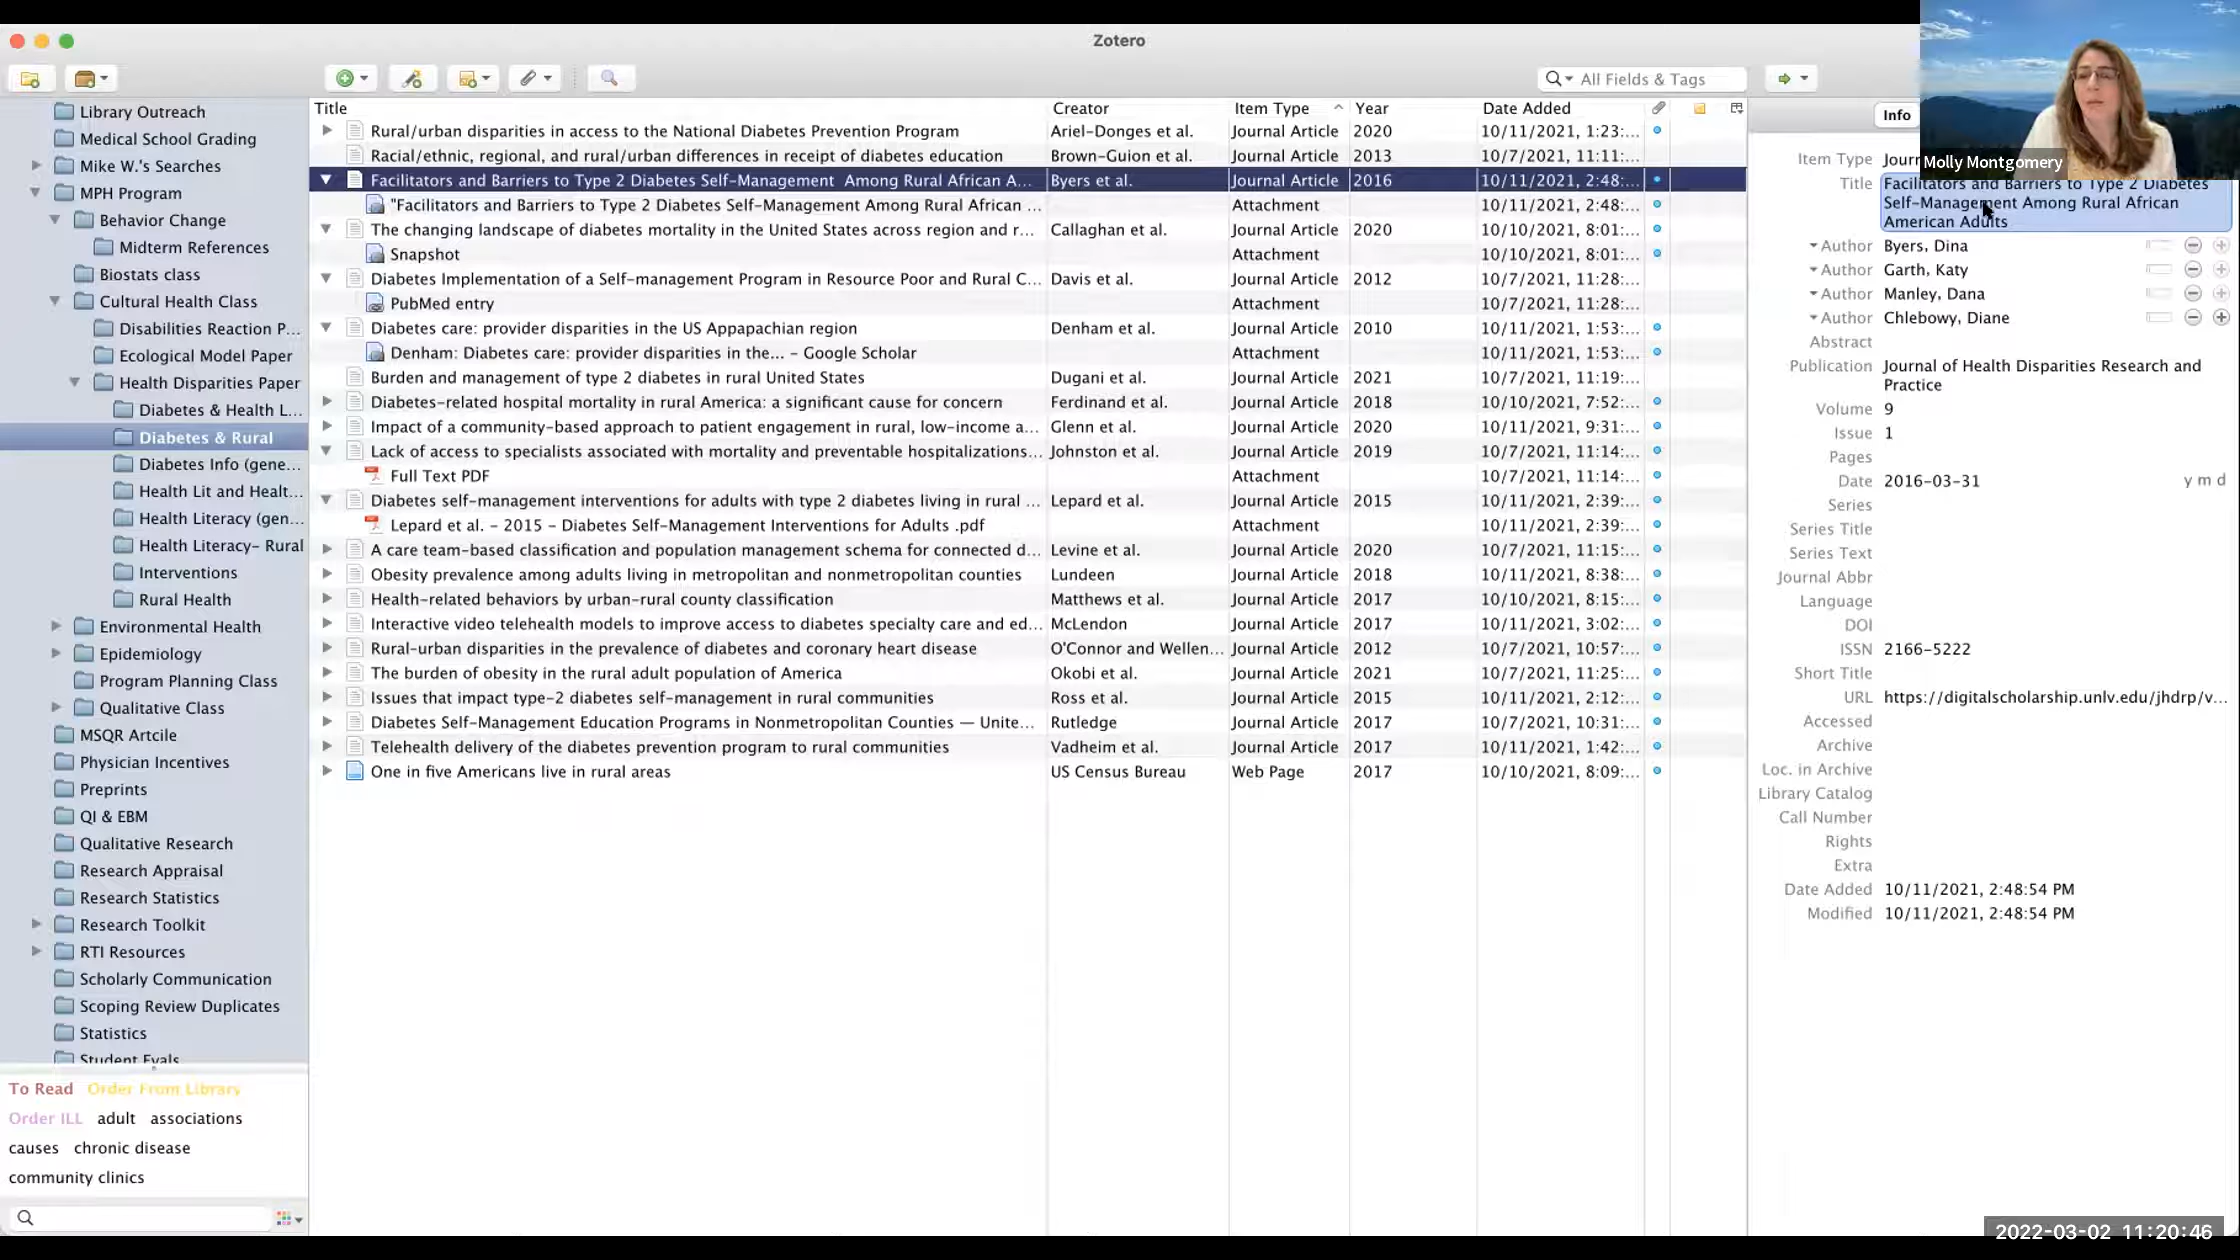 Zotero
All Fields & Tags
Molly Montgomery
Library Outreach
Medical School Grading
Mike W.'s Searches
MPH Program
Behavior Change
Midterm References
Biostats class
Cultural Health Class
Disabilities Reaction P...
Ecological Model Paper
Health Disparities Paper
Diabetes & Health L...
Diabetes & Rural
Diabetes Info (gene...
Health Lit and Healt...
Health Literacy (gen...
Health Literacy- Rural
Interventions
Rural Health
Environmental Health
Epidemiology
Program Planning Class
Qualitative Class
MSQR Artcile
Physician Incentives
Preprints
QI & EBM
Qualitative Research
Research Appraisal
Research Statistics
Research Toolkit
RTI Resources
Scholarly Communication
Scoping Review Duplicates
Statistics
Student Evals
To Read Order From Library
Order ILL adult associations
causes chronic disease
community clinics
Title Creator Item Type Year Date Added
Rural/urban disparities in access to the National Diabetes Prevention Program Ariel-Donges et al. Journal Article 2020 10/11/2021, 1:23:...
Racial/ethnic, regional, and rural/urban differences in receipt of diabetes education Brown-Guion et al. Journal Article 2013 10/7/2021, 11:11:...
Facilitators and Barriers to Type 2 Diabetes Self-Management Among Rural African A... Byers et al. Journal Article 2016 10/11/2021, 2:48:...
"Facilitators and Barriers to Type 2 Diabetes Self-Management Among Rural African ... Attachment 10/11/2021, 2:48:...
The changing landscape of diabetes mortality in the United States across region and r... Callaghan et al. Journal Article 2020 10/10/2021, 8:01:...
Snapshot Attachment 10/10/2021, 8:01:...
Diabetes Implementation of a Self-management Program in Resource Poor and Rural C... Davis et al. Journal Article 2012 10/7/2021, 11:28:...
PubMed entry Attachment 10/7/2021, 11:28:...
Diabetes care: provider disparities in the US Appapachian region Denham et al. Journal Article 2010 10/11/2021, 1:53:...
Denham: Diabetes care: provider disparities in the... - Google Scholar Attachment 10/11/2021, 1:53:...
Burden and management of type 2 diabetes in rural United States Dugani et al. Journal Article 2021 10/7/2021, 11:19:...
Diabetes-related hospital mortality in rural America: a significant cause for concern Ferdinand et al. Journal Article 2018 10/10/2021, 7:52:...
Impact of a community-based approach to patient engagement in rural, low-income a... Glenn et al. Journal Article 2020 10/11/2021, 9:31:...
Lack of access to specialists associated with mortality and preventable hospitalizations... Johnston et al. Journal Article 2019 10/7/2021, 11:14:...
Full Text PDF Attachment 10/7/2021, 11:14:...
Diabetes self-management interventions for adults with type 2 diabetes living in rural ... Lepard et al. Journal Article 2015 10/11/2021, 2:39:...
Lepard et al. - 2015 - Diabetes Self-Management Interventions for Adults .pdf Attachment 10/11/2021, 2:39:...
A care team-based classification and population management schema for connected d... Levine et al. Journal Article 2020 10/7/2021, 11:15:...
Obesity prevalence among adults living in metropolitan and nonmetropolitan counties Lundeen Journal Article 2018 10/11/2021, 8:38:...
Health-related behaviors by urban-rural county classification Matthews et al. Journal Article 2017 10/10/2021, 8:15:...
Interactive video telehealth models to improve access to diabetes specialty care and ed... McLendon Journal Article 2017 10/11/2021, 3:02:...
Rural-urban disparities in the prevalence of diabetes and coronary heart disease O'Connor and Wellen... Journal Article 2012 10/7/2021, 10:57:...
The burden of obesity in the rural adult population of America Okobi et al. Journal Article 2021 10/7/2021, 11:25:...
Issues that impact type-2 diabetes self-management in rural communities Ross et al. Journal Article 2015 10/11/2021, 2:12:...
Diabetes Self-Management Education Programs in Nonmetropolitan Counties — Unite... Rutledge Journal Article 2017 10/7/2021, 10:31:...
Telehealth delivery of the diabetes prevention program to rural communities Vadheim et al. Journal Article 2017 10/11/2021, 1:42:...
One in five Americans live in rural areas US Census Bureau Web Page 2017 10/10/2021, 8:09:...
Info
Item Type Journ
Title Facilitators and Barriers to Type 2 Diabetes
Self-Management Among Rural African
American Adults
Author Byers, Dina
Author Garth, Katy
Author Manley, Dana
Author Chlebowy, Diane
Abstract
Publication Journal of Health Disparities Research and
Practice
Volume 9
Issue 1
Pages
Date 2016-03-31 y m d
Series
Series Title
Series Text
Journal Abbr
Language
DOI
ISSN 2166-5222
Short Title
URL https://digitalscholarship.unlv.edu/jhdrp/v...
Accessed
Archive
Loc. in Archive
Library Catalog
Call Number
Rights
Extra
Date Added 10/11/2021, 2:48:54 PM
Modified 10/11/2021, 2:48:54 PM
2022-03-02 11:20:46